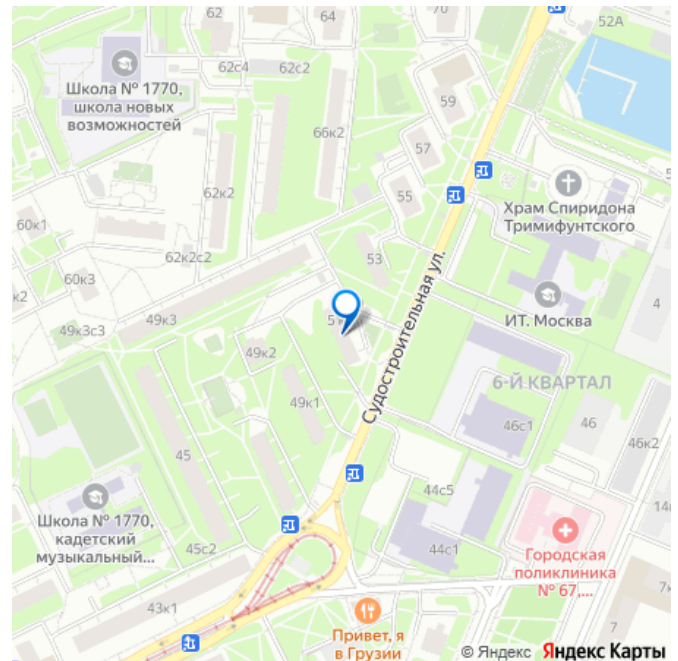 62
64
70
52А
Школа № 1770,
школа новых
возможностей
62с4
62с2
59
66к2
57
Храм Спиридона
Тримифунтского
62к2
55
60к1
53
62к2с2
60к3
ИТ. Москва
4
49к3с3
49к3
Судостроительная ул.
49к2
6-Й КВАРТАЛ
49к1
46с1
46
46к2
45
44с5
Школа № 1770,
кадетский
музыкальный...
45с2
44с1
Городская
поликлиника
№ 67,...
43к1
7
Привет, я
в Грузии
© Яндекс Яндекс Карты